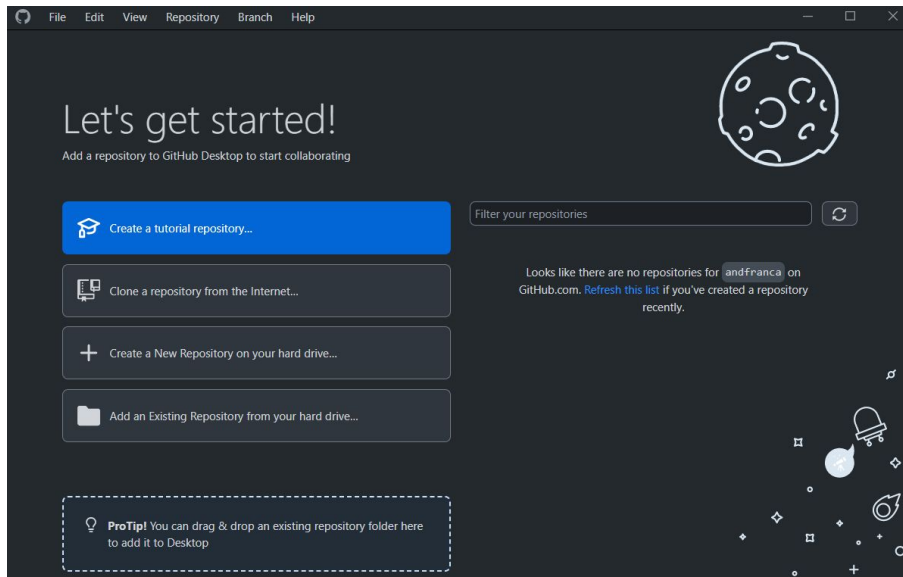 File Edit View Repository Branch Help
Let's get started!
Add a repository to GitHub Desktop to start collaborating
Create a tutorial repository...
Clone a repository from the Internet...
Create a New Repository on your hard drive...
Add an Existing Repository from your hard drive...
ProTip! You can drag & drop an existing repository folder here
to add it to Desktop
Filter your repositories
Looks like there are no repositories for andfranca on
GitHub.com. Refresh this list if you've created a repository
recently.